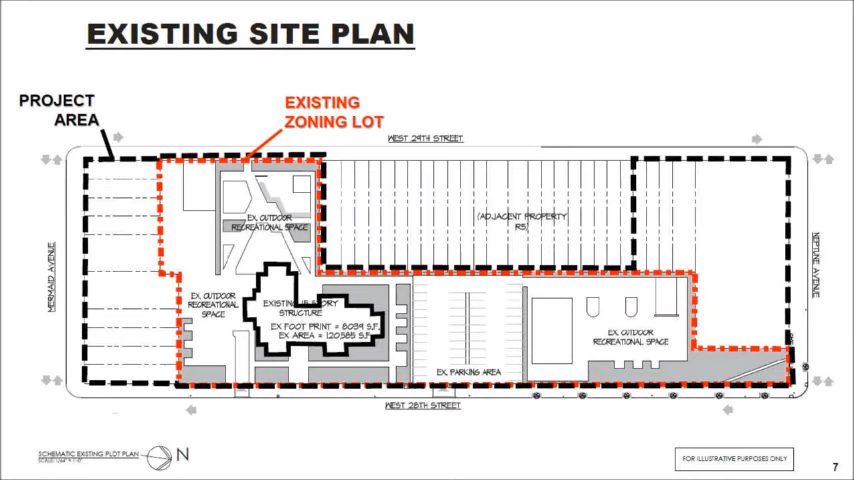 EXISTING SITE PLAN
PROJECT
AREA
EXISTING
ZONING LOT
WEST 29TH STREET
(ADJACENT PROPERTY
R5)
EX. OUTDOOR
RECREATIONAL SPACE
MERMAID AVENUE
NEPTUNE AVENUE
EX. OUTDOOR
RECREATIONAL
SPACE
STRUCTURE
EX FOOT PRINT = 8039 S.F.
EX AREA = 120385 S.F.
EX. OUTDOOR
RECREATIONAL SPACE
EX. PARKING AREA
WEST 28TH STREET
SCHEMATIC EXISTING PLOT PLAN
N
FOR ILLUSTRATIVE PURPOSES ONLY
7